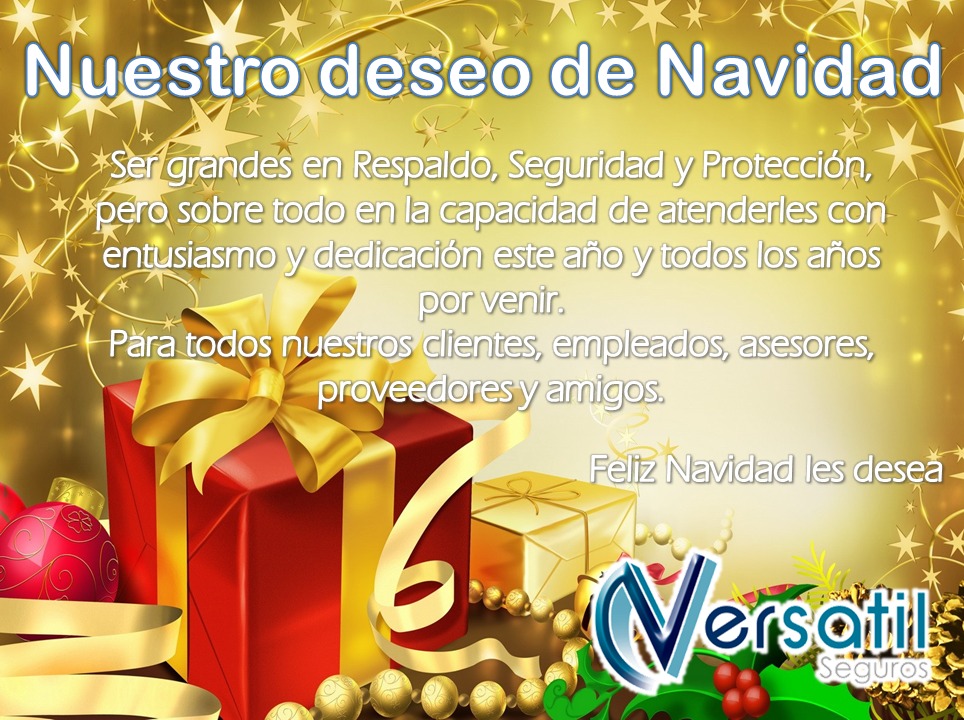 Nuestro deseo de Navidad
Ser grandes en Respaldo, Seguridad y Protección,
pero sobre todo en la capacidad de atenderles con
entusiasmo y dedicación este año y todos los años
por venir.
Para todos nuestros clientes, empleados, asesores,
proveedores y amigos.
Feliz Navidad les desea
Versatil
Seguros